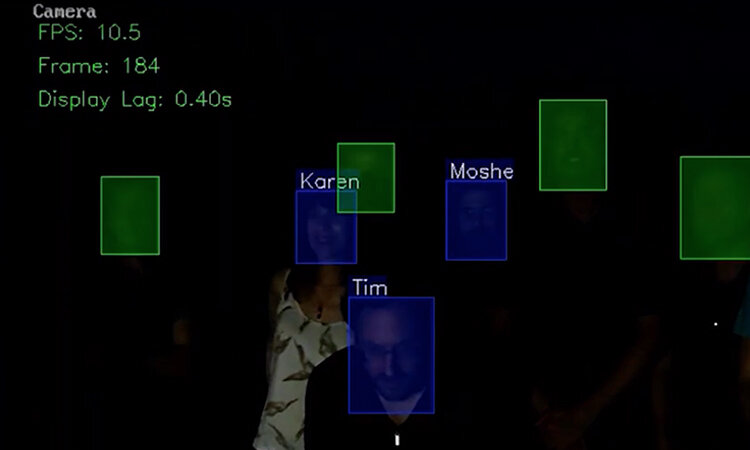 Camera
FPS: 10.5
Frame: 184
Display Lag: 0.40s
Karen
Moshe
Tim